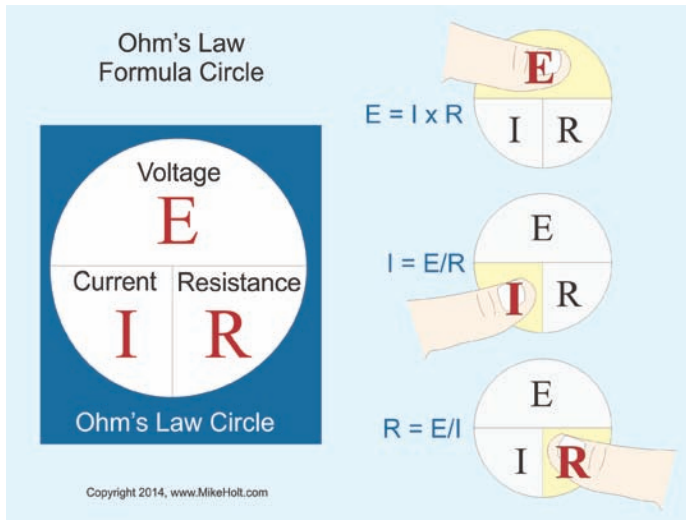 Ohm's Law
Formula Circle
Voltage
E
Current Resistance
I R
Ohm's Law Circle
Copyright 2014, www.MikeHolt.com
E
E = I x R
I R
E
I = E/R
I R
E
R = E/I
I R